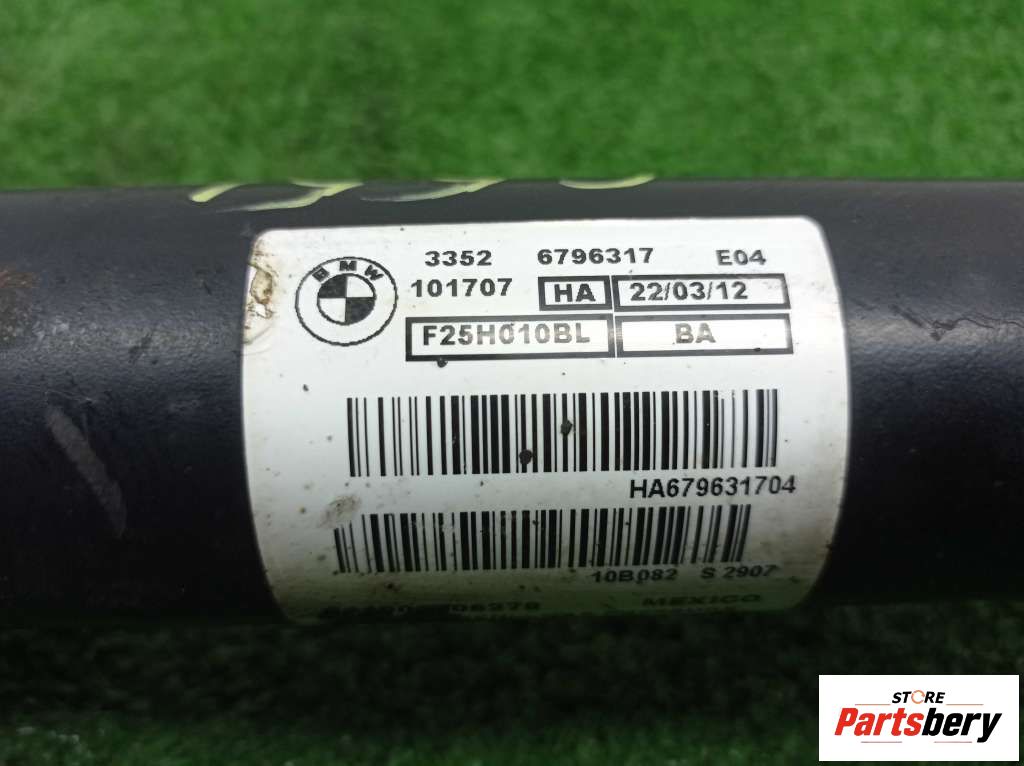 BMW
3352 6796317 E04
101707 HA 22/03/12
F25H010BL BA
HA679631704
10B082 S 2907
MEXICO
STORE
Partsbery